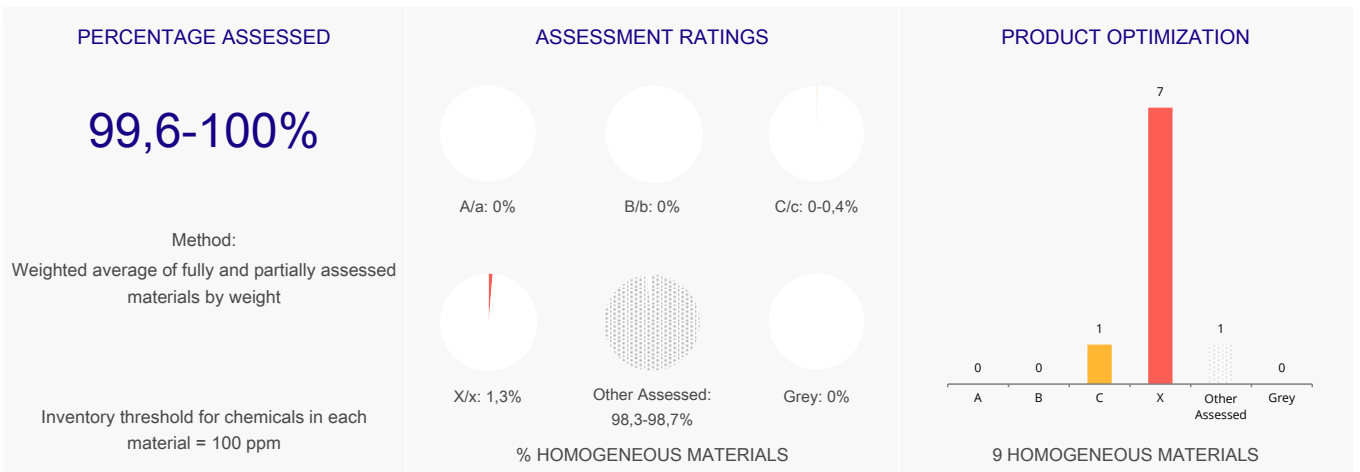 PERCENTAGE ASSESSED
99,6-100%
Method:
Weighted average of fully and partially assessed
materials by weight
Inventory threshold for chemicals in each
material = 100 ppm
ASSESSMENT RATINGS
A/a: 0%
B/b: 0%
C/c: 0-0,4%
X/x: 1,3%
Other Assessed:
98,3-98,7%
Grey: 0%
% HOMOGENEOUS MATERIALS
PRODUCT OPTIMIZATION
7
1
1
0
0
0
A
B
C
X
Other
Assessed
Grey
9 HOMOGENEOUS MATERIALS